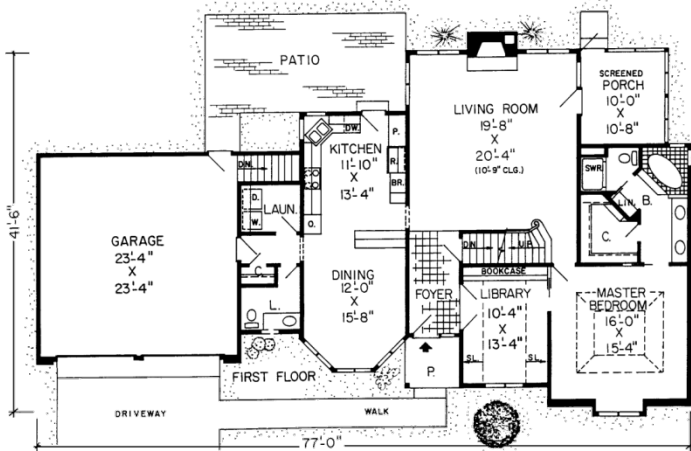 PATIO
SCREENED
PORCH
10'-0"
X
10'-8"
LIVING ROOM
19'-8"
X
20'-4"
(10'-9" CLG.)
DW.
P.
KITCHEN
11'-10"
X
13'-4"
R.
BR.
O.
DN.
D.
W.
LAUN.
C.
L.
SWR.
LIN.
B.
C.
GARAGE
23'-4"
X
23'-4"
DINING
12'-0"
X
15'-8"
DN.
UP
BOOKCASE
FOYER
LIBRARY
10'-4"
X
13'-4"
SL.
SL.
MASTER
BEDROOM
16'-0"
X
15'-4"
P.
FIRST FLOOR
DRIVEWAY
WALK
41'-6"
77'-0"